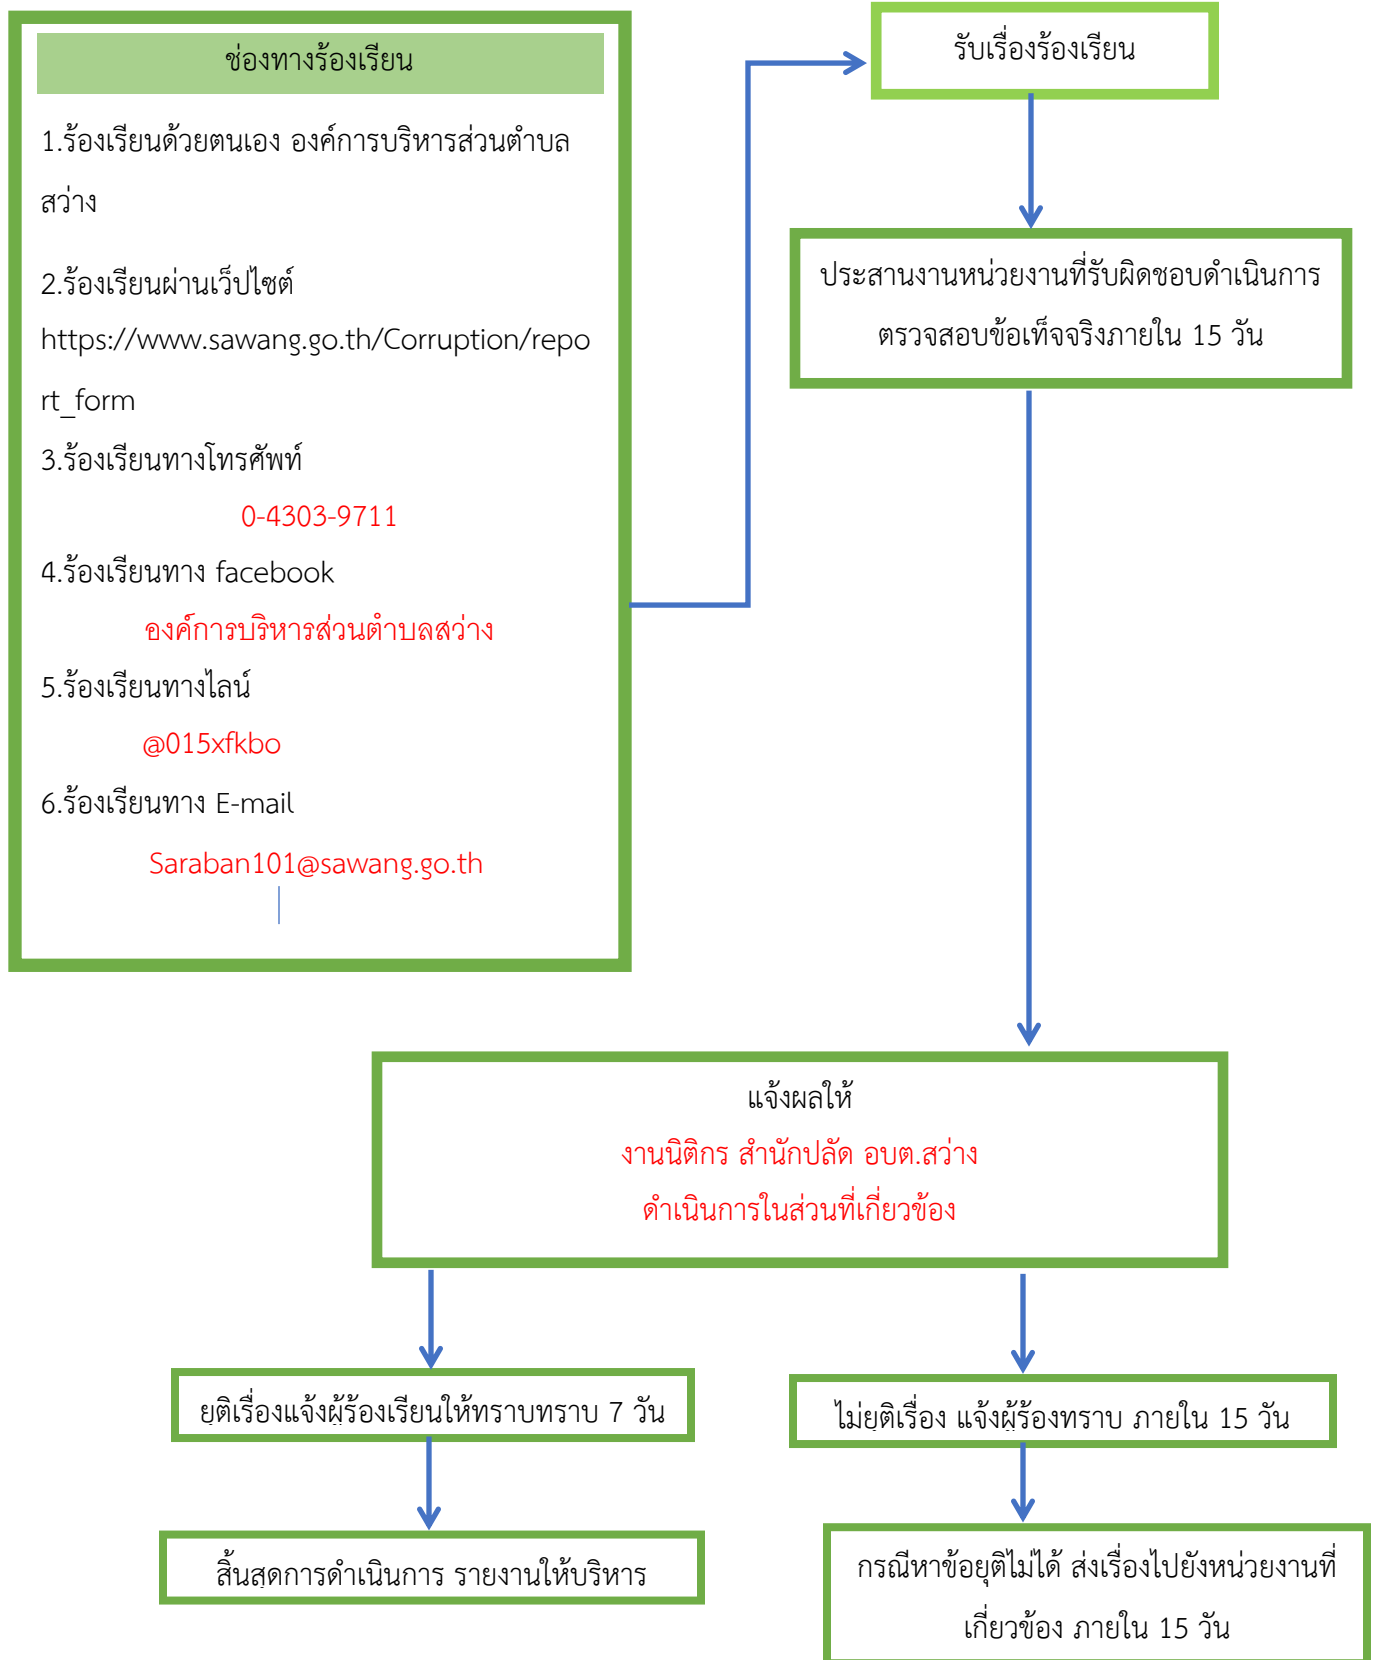 ช่องทางร้องเรียน
1.ร้องเรียนด้วยตนเอง องค์การบริหารส่วนตำบล
สว่าง
2.ร้องเรียนผ่านเว็ปไซต์
https://www.sawang.go.th/Corruption/repo
rt_form
3.ร้องเรียนทางโทรศัพท์
0-4303-9711
4.ร้องเรียนทาง facebook
องค์การบริหารส่วนตำบลสว่าง
5.ร้องเรียนทางไลน์
@015xfkbo
6.ร้องเรียนทาง E-mail
Saraban101@sawang.go.th
รับเรื่องร้องเรียน
ประสานงานหน่วยงานที่รับผิดชอบดำเนินการ
ตรวจสอบข้อเท็จจริงภายใน 15 วัน
แจ้งผลให้
งานนิติกร สำนักปลัด อบต.สว่าง
ดำเนินการในส่วนที่เกี่ยวข้อง
ยุติเรื่องแจ้งผู้ร้องเรียนให้ทราบทราบ 7 วัน
ไม่ยุติเรื่อง แจ้งผู้ร้องทราบ ภายใน 15 วัน
สิ้นสุดการดำเนินการ รายงานให้บริหาร
กรณีหาข้อยุติไม่ได้ ส่งเรื่องไปยังหน่วยงานที่
เกี่ยวข้อง ภายใน 15 วัน